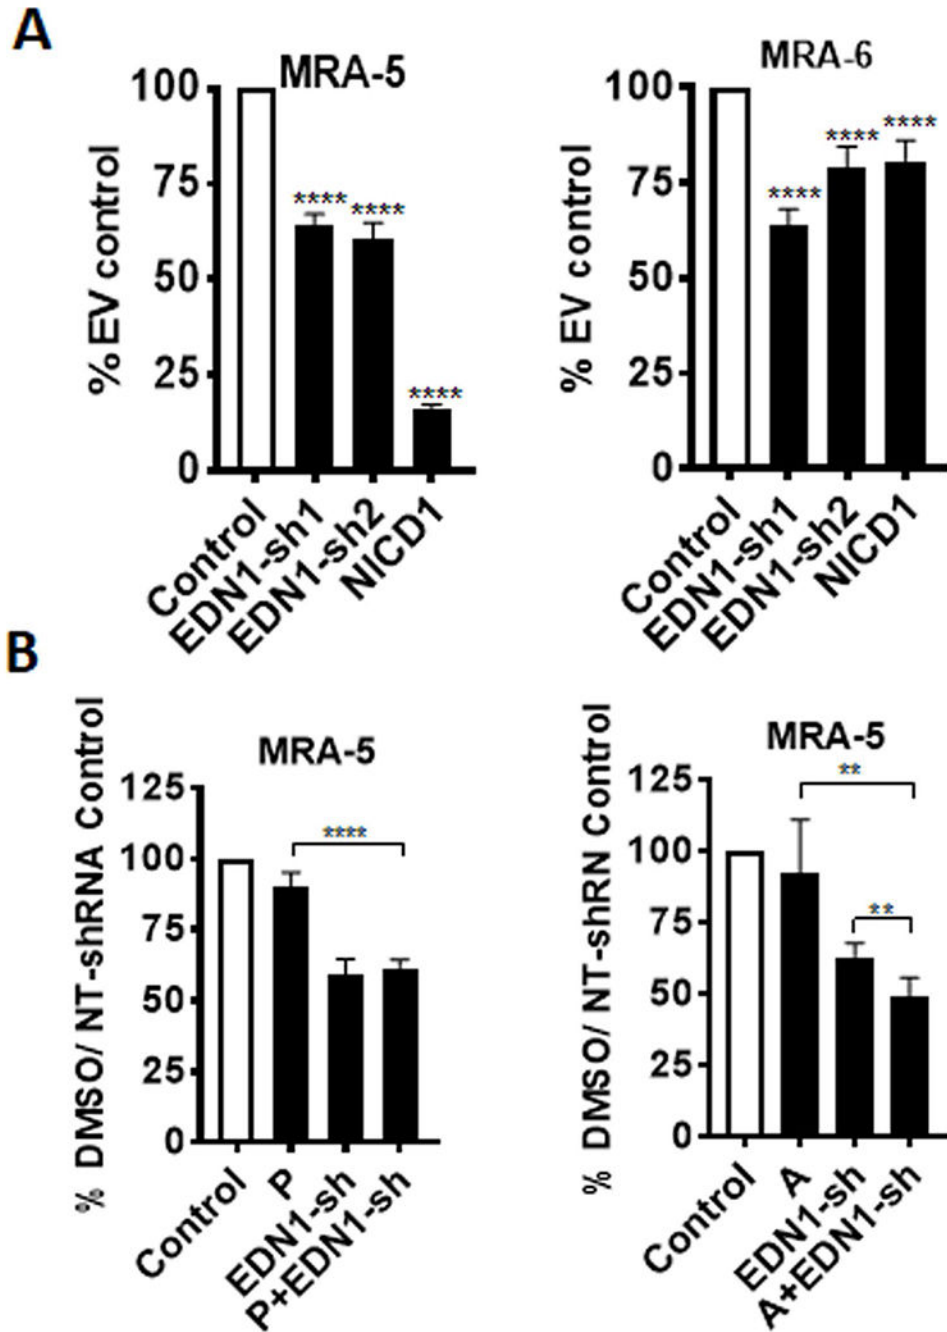 A
MRA-5
% EV control
100
75
50
25
0
****
****
****
Control
EDN1-sh1
EDN1-sh2
NICD1
MRA-6
% EV control
100
75
50
25
0
****
****
****
Control
EDN1-sh1
EDN1-sh2
NICD1
B
MRA-5
% DMSO/ NT-shRNA Control
125
100
75
50
25
0
****
Control
P
EDN1-sh
P+EDN1-sh
MRA-5
% DMSO/ NT-shRN Control
125
100
75
50
25
0
**
**
Control
A
EDN1-sh
A+EDN1-sh